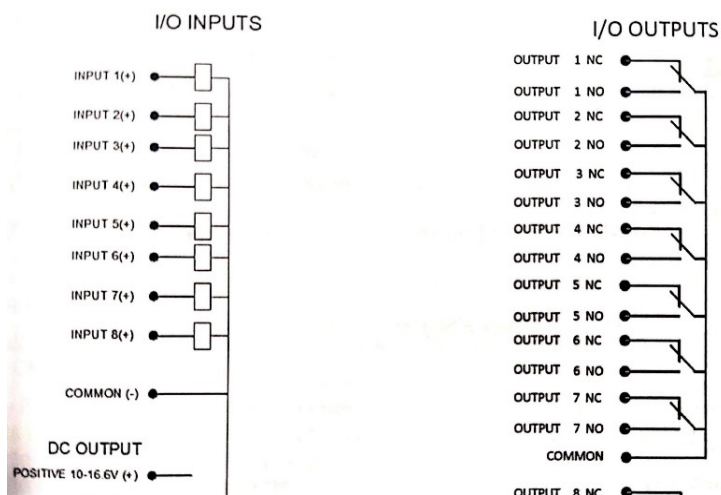 I/O INPUTS
INPUT 1(+)
INPUT 2(+)
INPUT 3(+)
INPUT 4(+)
INPUT 5(+)
INPUT 6(+)
INPUT 7(+)
INPUT 8(+)
COMMON (-)
DC OUTPUT
POSITIVE 10-16.6V (+)
I/O OUTPUTS
OUTPUT 1 NC
OUTPUT 1 NO
OUTPUT 2 NC
OUTPUT 2 NO
OUTPUT 3 NC
OUTPUT 3 NO
OUTPUT 4 NC
OUTPUT 4 NO
OUTPUT 5 NC
OUTPUT 5 NO
OUTPUT 6 NC
OUTPUT 6 NO
OUTPUT 7 NC
OUTPUT 7 NO
COMMON
OUTPUT 8 NC